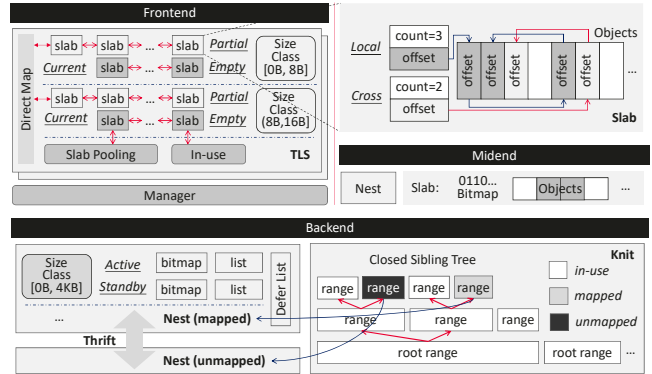 Frontend
Direct Map
slab slab ... slab Partial
Current slab ... slab Empty
Size
Class
[0B, 8B]
slab slab ... slab Partial
Current slab ... slab Empty
Size
Class
(8B,16B]
Slab Pooling In-use TLS
Manager
Local
count=3
offset
Cross
count=2
offset
Objects
offset offset offset offset offset ...
Slab
Midend
Nest
Slab:
0110...
Bitmap
Objects ...
Backend
Size
Class
[0B, 4KB]
Active bitmap list
Standby bitmap list
Defer List
... Nest (mapped)
Thrift
Nest (unmapped)
Closed Sibling Tree
Knit
in-use
mapped
unmapped
range range range range
range range range
root range root range ...